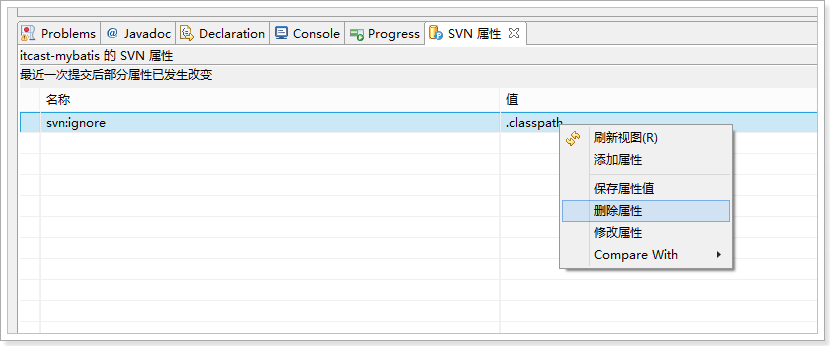 Problems @ Javadoc Declaration Console Progress SVN 属性
itcast-mybatis 的 SVN 属性
最近一次提交后部分属性已发生改变
名称 值
svn:ignore .classpath
刷新视图(R)
添加属性
保存属性值
删除属性
修改属性
Compare With